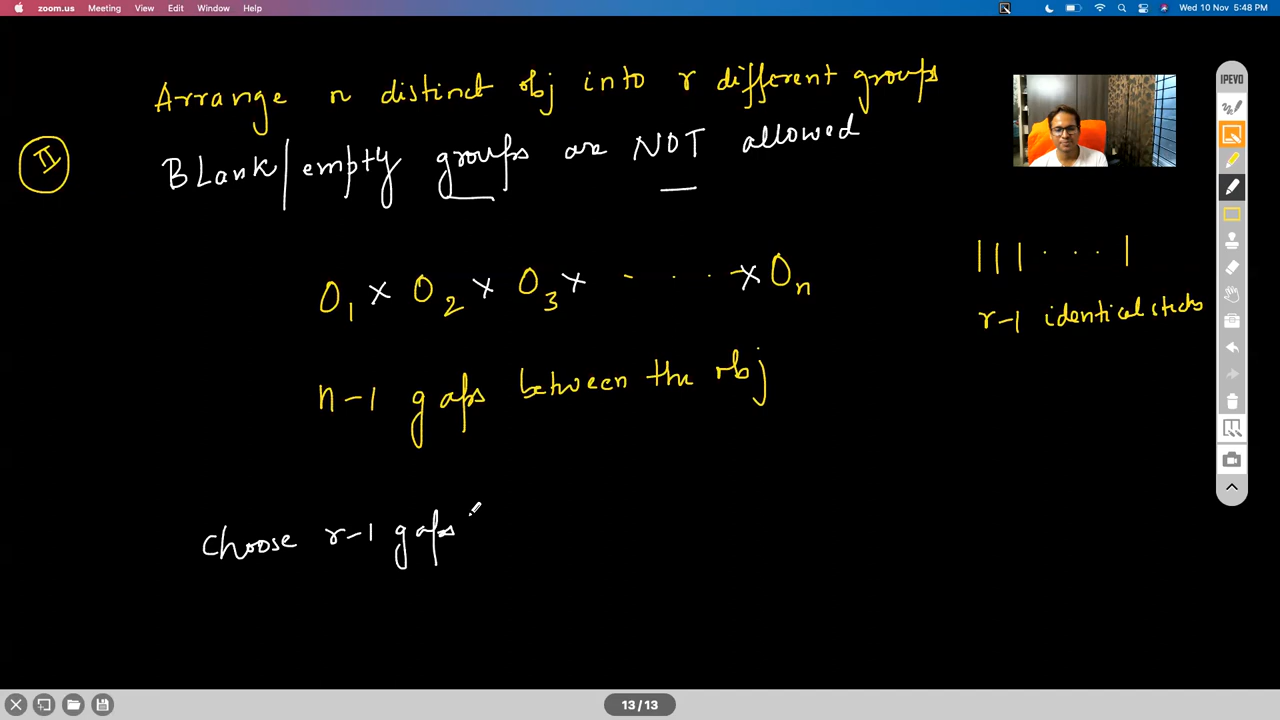 zoom.us Meeting View Edit Window Help Wed 10 Nov 5:48 PM
Arrange n distinct obj into r different groups
II
Blank/empty groups are NOT allowed
IPEVO
O1 x O2 x O3 x . . . x On
| | | . . . |
r-1 identical sticks
n-1 gaps between the obj
Choose r-1 gaps
13/13